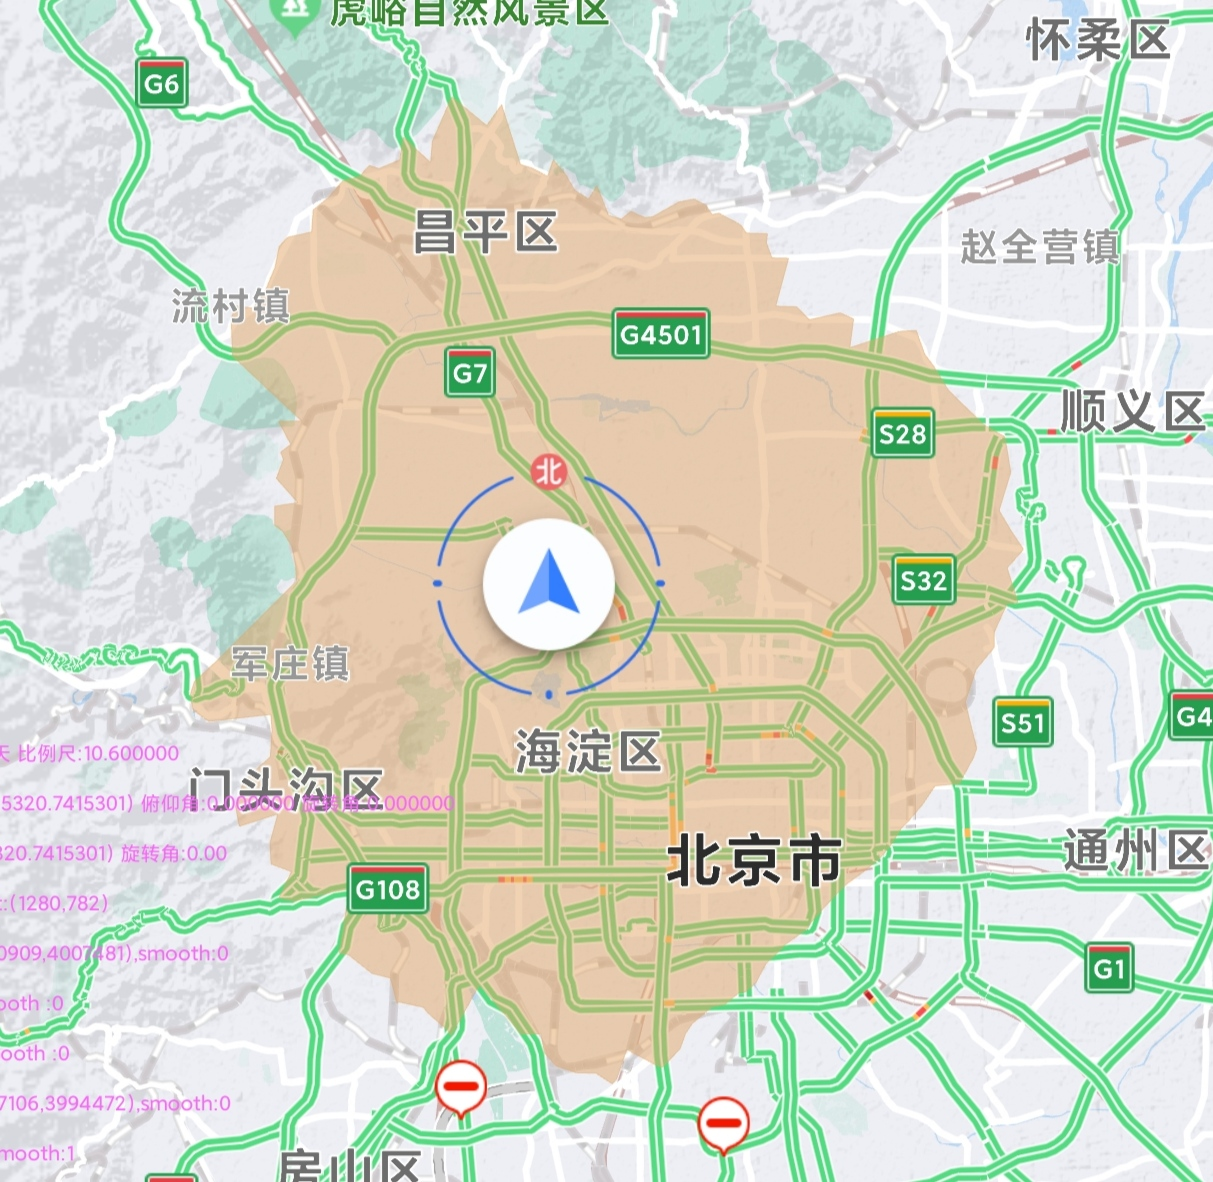 虎峪自然风景区
怀柔区
G6
昌平区
赵全营镇
流村镇
G4501
G7
顺义区
S28
北
S32
军庄镇
S51
G4
海淀区
天 比例尺:10.600000
门头沟区
5320.7415301) 俯仰角:0.000000 旋转角:0.000000
320.7415301) 旋转角:0.00
北京市
通州区
G108
:(1280,782)
0909,4007481),smooth:0
G1
ooth :0
ooth :0
7106,3994472),smooth:0
mooth:1
房山区